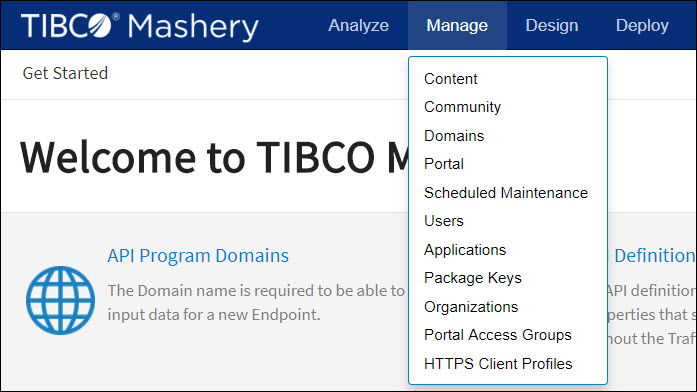 TIBCO® Mashery
Analyze
Manage
Design
Deploy
Get Started
Content
Community
Domains
Portal
Scheduled Maintenance
Users
Applications
Package Keys
Organizations
Portal Access Groups
HTTPS Client Profiles
Welcome to TIBCO M
API Program Domains
The Domain name is required to be able to
input data for a new Endpoint.
Definition
API definition
perties that s
out the Traf